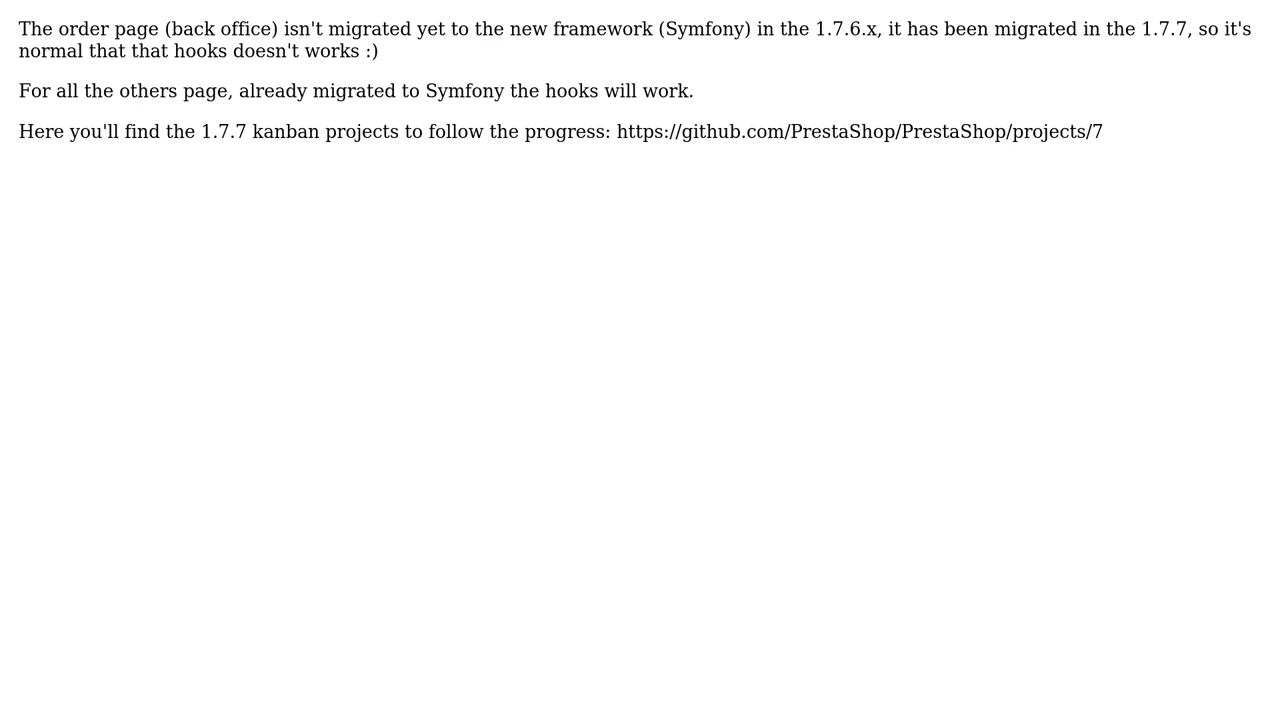 The order page (back office) isn't migrated yet to the new framework (Symfony) in the 1.7.6.x, it has been migrated in the 1.7.7, so it's
normal that that hooks doesn't works :)
For all the others page, already migrated to Symfony the hooks will work.
Here you'll find the 1.7.7 kanban projects to follow the progress: https://github.com/PrestaShop/PrestaShop/projects/7